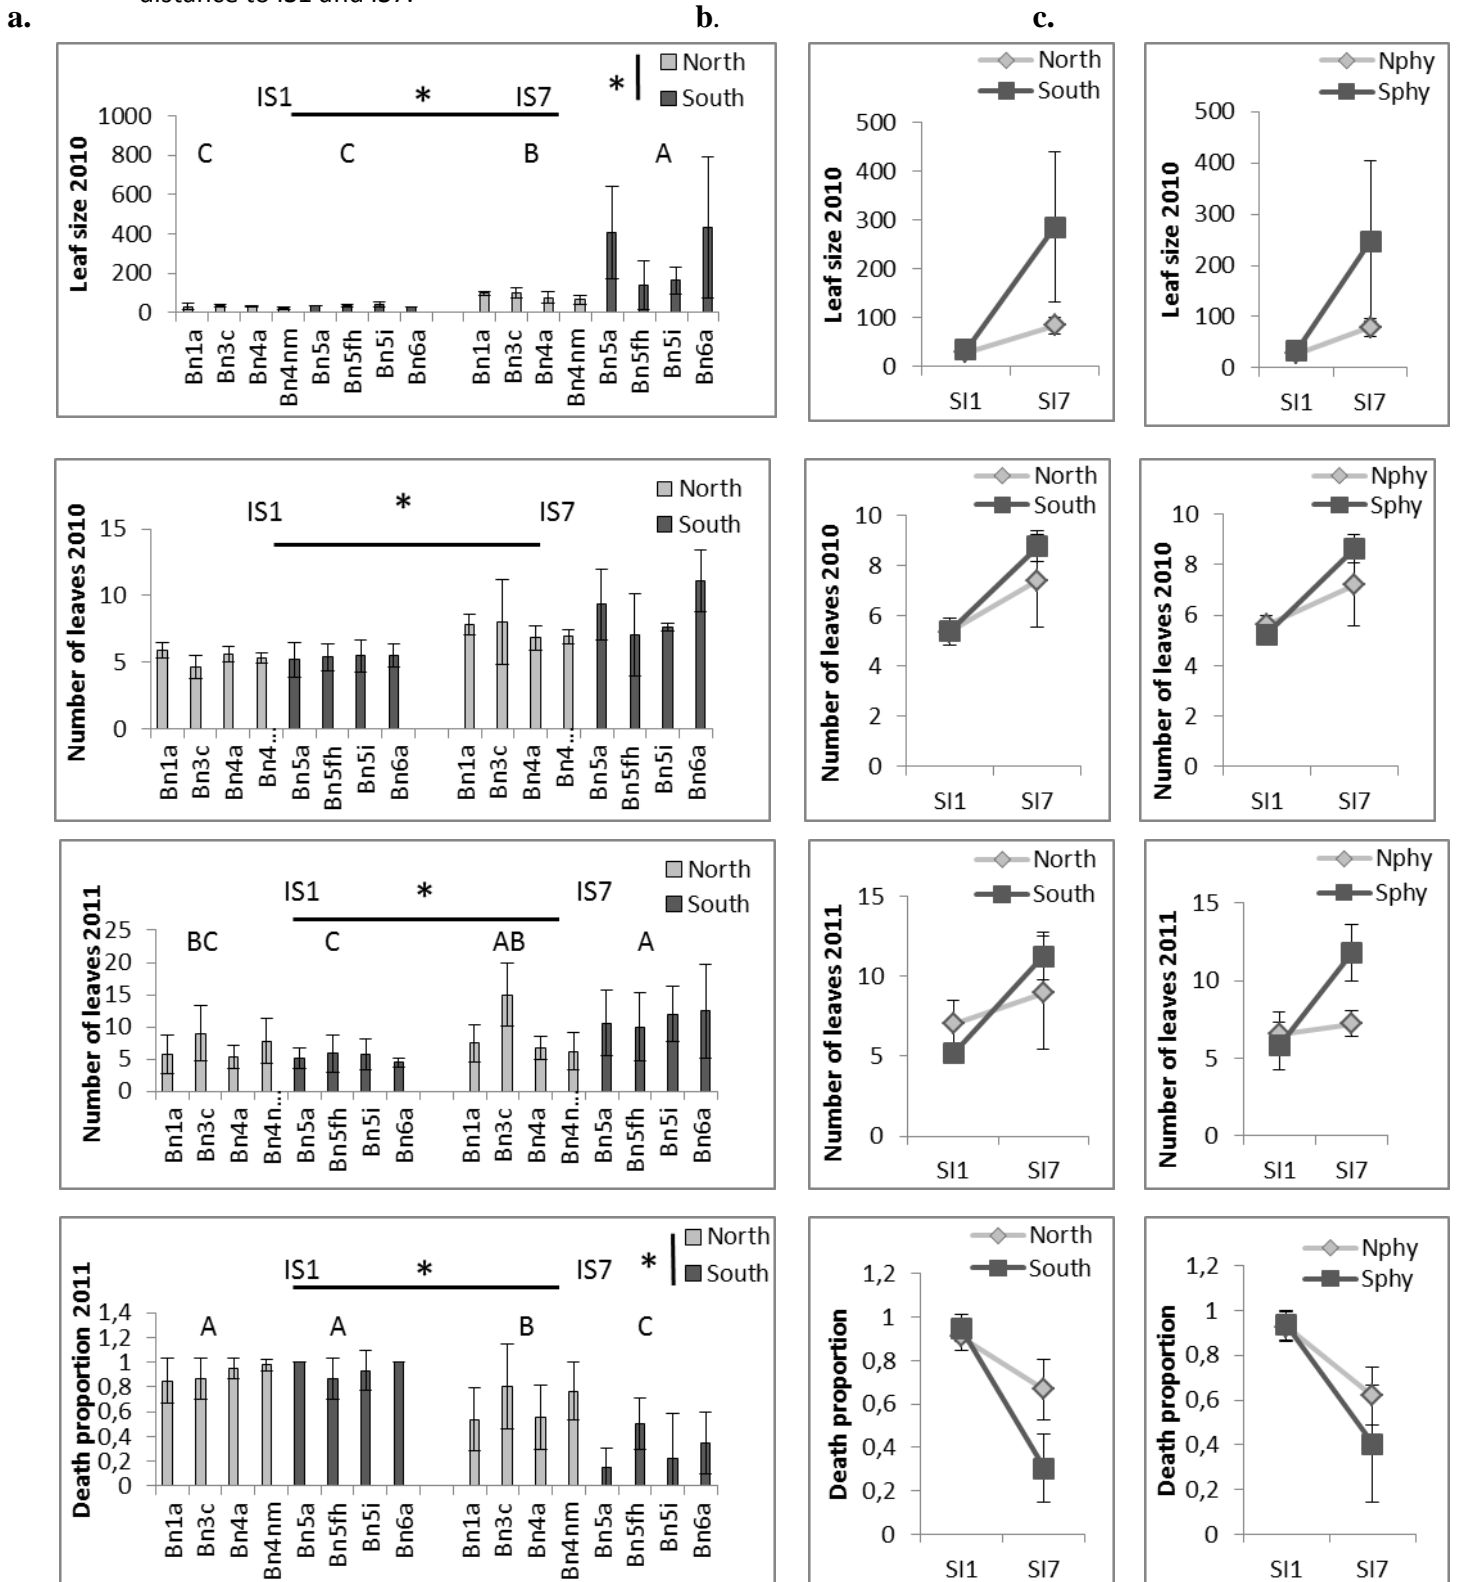 distance to IS1 and IS7.
a.
b.
c.
North
South
*
IS1
*
IS7
Leaf size 2010
1000
800
600
400
200
0
C
C
B
A
Bn1a
Bn3c
Bn4a
Bn4nm
Bn5a
Bn5fh
Bn5i
Bn6a
Bn1a
Bn3c
Bn4a
Bn4nm
Bn5a
Bn5fh
Bn5i
Bn6a
North
South
Leaf size 2010
500
400
300
200
100
0
SI1
SI7
Nphy
Sphy
Leaf size 2010
500
400
300
200
100
0
SI1
SI7
North
South
IS1
*
IS7
Number of leaves 2010
15
10
5
0
Bn1a
Bn3c
Bn4a
Bn4...
Bn5a
Bn5fh
Bn5i
Bn6a
Bn1a
Bn3c
Bn4a
Bn4...
Bn5a
Bn5fh
Bn5i
Bn6a
North
South
Number of leaves 2010
10
8
6
4
2
0
SI1
SI7
Nphy
Sphy
Number of leaves 2010
10
8
6
4
2
0
SI1
SI7
North
South
IS1
*
IS7
Number of leaves 2011
25
20
15
10
5
0
BC
C
AB
A
Bn1a
Bn3c
Bn4a
Bn4n...
Bn5a
Bn5fh
Bn5i
Bn6a
Bn1a
Bn3c
Bn4a
Bn4n...
Bn5a
Bn5fh
Bn5i
Bn6a
North
South
Number of leaves 2011
15
10
5
0
SI1
SI7
Nphy
Sphy
Number of leaves 2011
15
10
5
0
SI1
SI7
North
South
*
IS1
*
IS7
Death proportion 2011
1,4
1,2
1
0,8
0,6
0,4
0,2
0
A
A
B
C
Bn1a
Bn3c
Bn4a
Bn4nm
Bn5a
Bn5fh
Bn5i
Bn6a
Bn1a
Bn3c
Bn4a
Bn4nm
Bn5a
Bn5fh
Bn5i
Bn6a
North
South
Death proportion
1,2
1
0,8
0,6
0,4
0,2
0
SI1
SI7
Nphy
Sphy
Death proportion
1,2
1
0,8
0,6
0,4
0,2
0
SI1
SI7